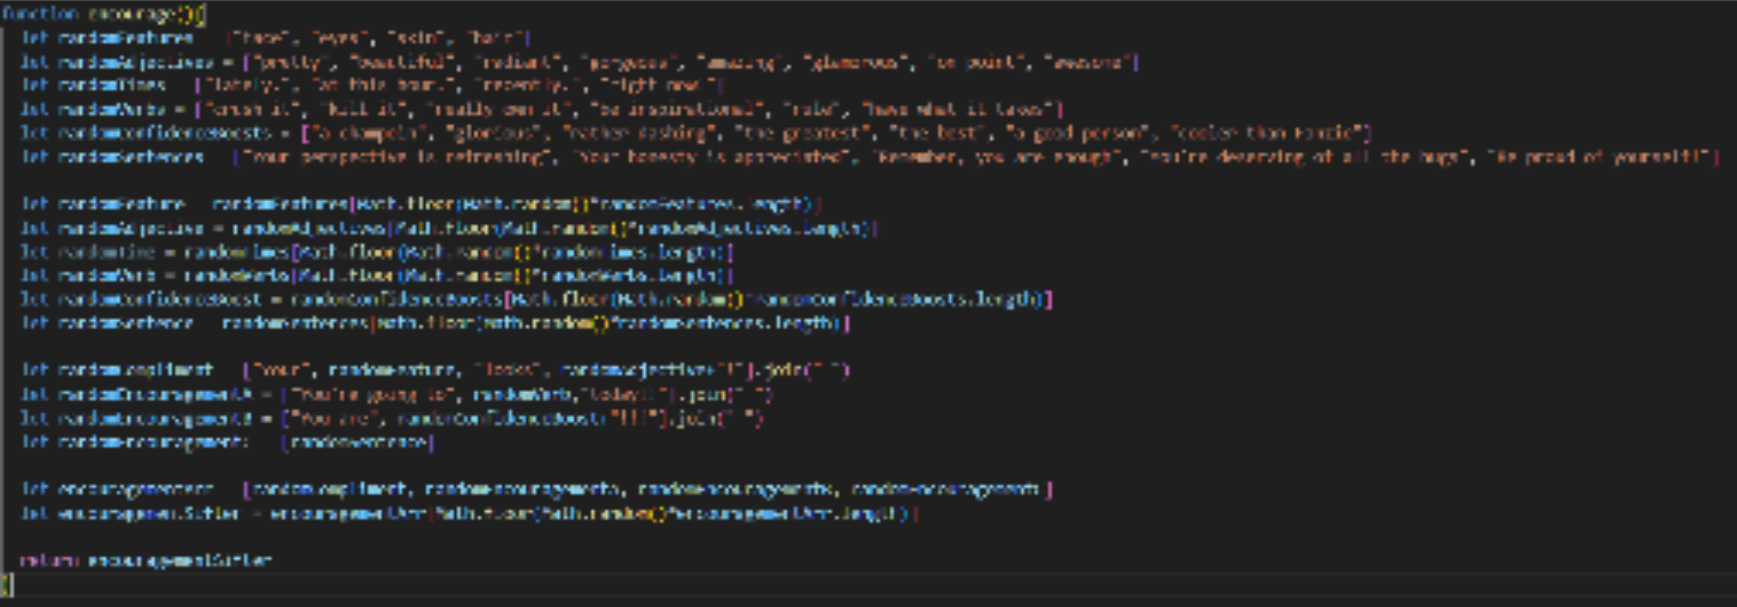 function encourage(){
let randomFeatures = ["face", "eyes", "skin", "hair"]
let randomAdjectives = ["pretty", "beautiful", "radiant", "gorgeous", "amazing", "glamorous", "on point", "awesome"]
let randomTimes = ["lately.", "at this hour.", "recently.", "right now."]
let randomVerbs = ["crush it", "kill it", "really own it", "be inspirational", "rule", "have what it takes"]
let randomConfidenceBoosts = ["a champoin", "glorious", "rather dashing", "the greatest", "the best", "a good person", "cooler than"]
let randomSentences = ["Your perspective is refreshing", "Your honesty is appreciated", "Remember, you are enough", "You're deserving of all the hugs", "Be proud of yourself!"]
let randomFeature = randomFeatures[Math.floor(Math.random()*randomFeatures.length)]
let randomAdjective = randomAdjectives[Math.floor(Math.random()*randomAdjectives.length)]
let randomTime = randomTimes[Math.floor(Math.random()*randomTimes.length)]
let randomVerb = randomVerbs[Math.floor(Math.random()*randomVerbs.length)]
let randomConfidenceBoost = randomConfidenceBoosts[Math.floor(Math.random()*randomConfidenceBoosts.length)]
let randomSentence = randomSentences[Math.floor(Math.random()*randomSentences.length)]
let randomCompliment = ["Your", randomFeature, "looks", randomAdjective+"!"].join(" ")
let randomEncouragementA = ["You're going to", randomVerb,"today!"].join(" ")
let randomEncouragementB = ["You are", randomConfidenceBoost+"!!!"].join(" ")
let randomEncouragementC = [randomSentence]
let encouragementArr = [randomCompliment, randomEncouragementA, randomEncouragementB, randomEncouragementC]
let encouragementSifter = encouragementArr[Math.floor(Math.random()*encouragementArr.length)]
return encouragementSifter
}